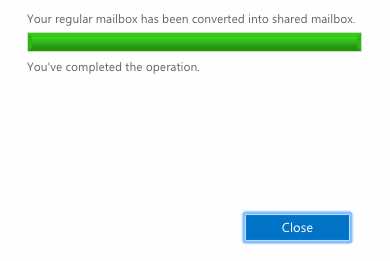 Your regular mailbox has been converted into shared mailbox.
You've completed the operation.
Close